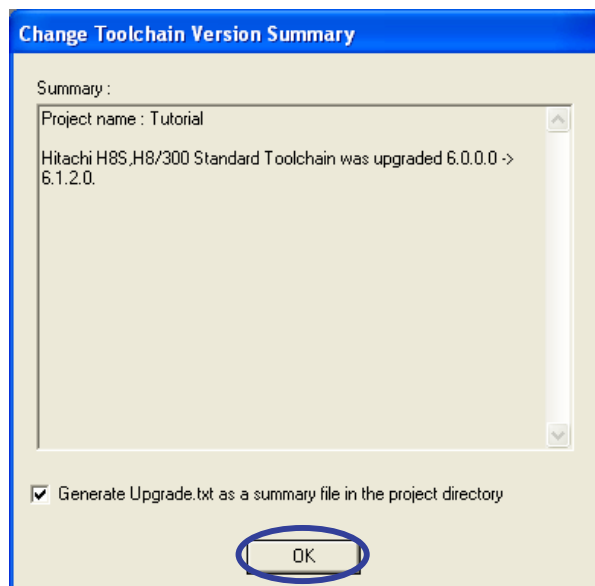 Change Toolchain Version Summary
Summary :
Project name : Tutorial
Hitachi H8S,H8/300 Standard Toolchain was upgraded 6.0.0.0 ->
6.1.2.0.
Generate Upgrade.txt as a summary file in the project directory
OK